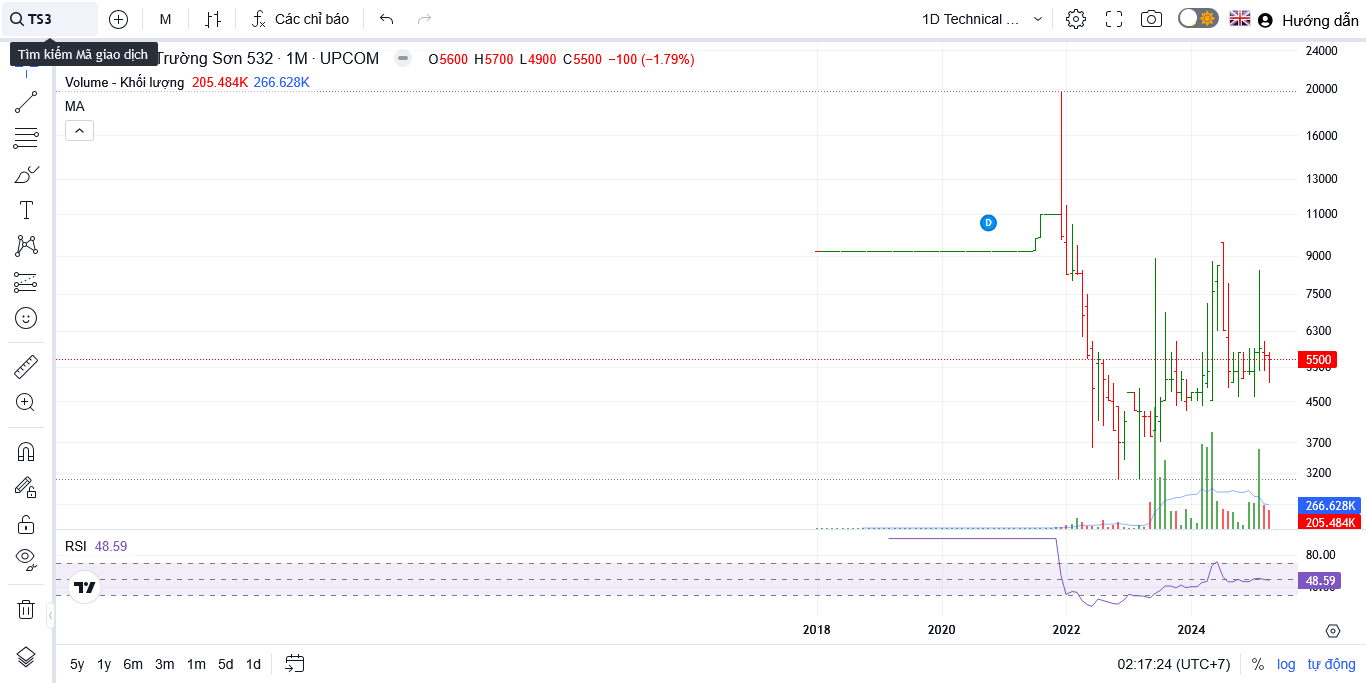 TS3 M Các chỉ báo 1D Technical ... Hướng dẫn
Tìm kiếm Mã giao dịch
Trường Sơn 532 · 1M · UPCOM O5600 H5700 L4900 C5500 −100 (−1.79%)
Volume - Khối lượng 205.484K 266.628K
MA
24000
20000
16000
13000
11000
D
9000
7500
6300
5500
5500
4500
3700
3200
266.628K
205.484K
RSI 48.59
80.00
48.59
2018 2020 2022 2024
5y 1y 6m 3m 1m 5d 1d 02:17:24 (UTC+7) % log tự động